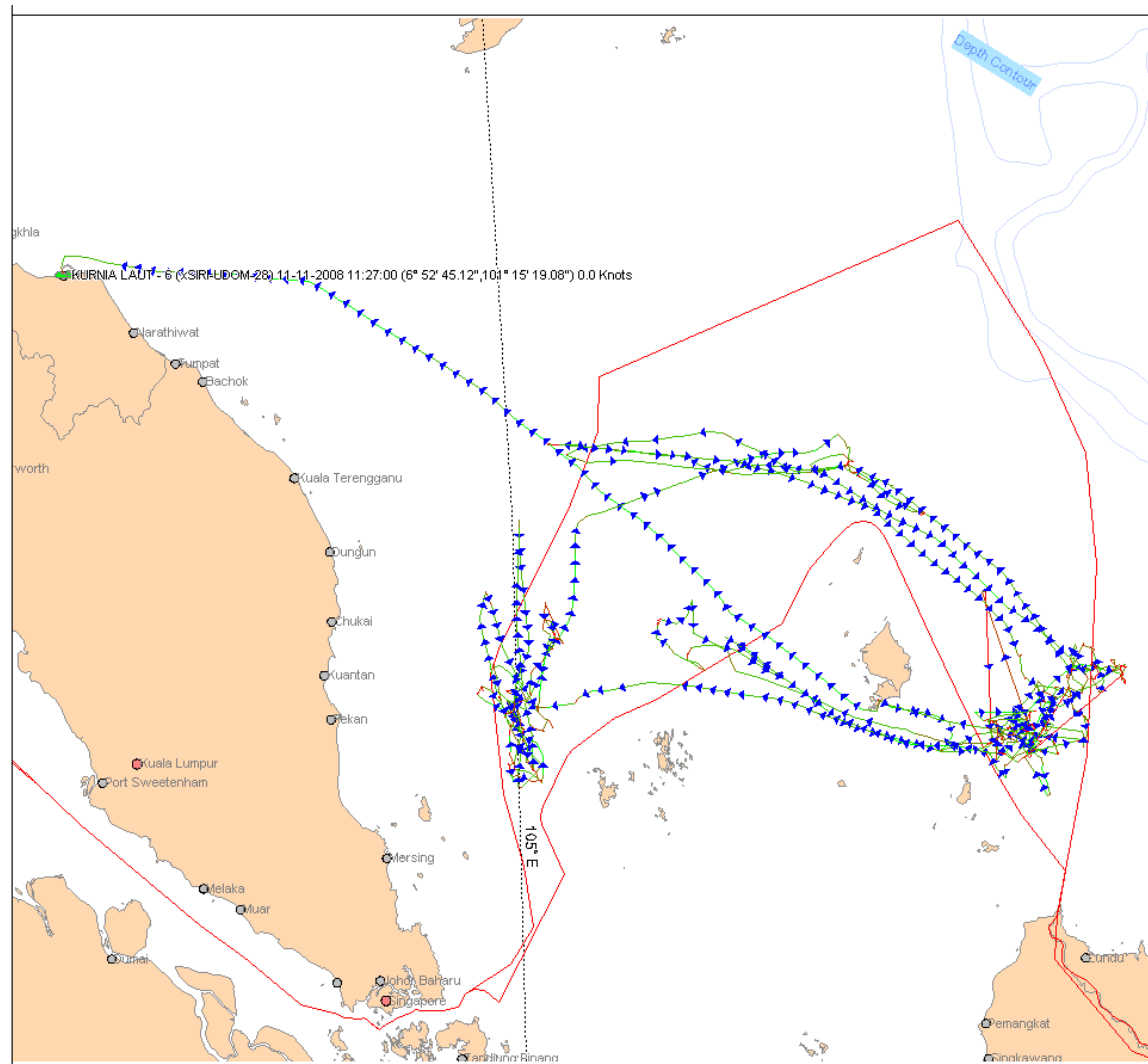 Depth Contour
gkhla
KURNIA LAUT - 6 (xSIRI-UDOM-28) 11-11-2008 11:27:00 (6° 52' 45.12",101° 15' 19.08") 0.0 Knots
Narathiwat
Tumpat
Bachok
rworth
Kuala Terengganu
Dungun
Chukai
Kuantan
Pekan
Kuala Lumpur
Port Sweetenham
105° E
Mersing
Melaka
Muar
Dumai
Lundu
Johor Baharu
Singapore
Pemangkat
Tandjung Pinang
Singkawang